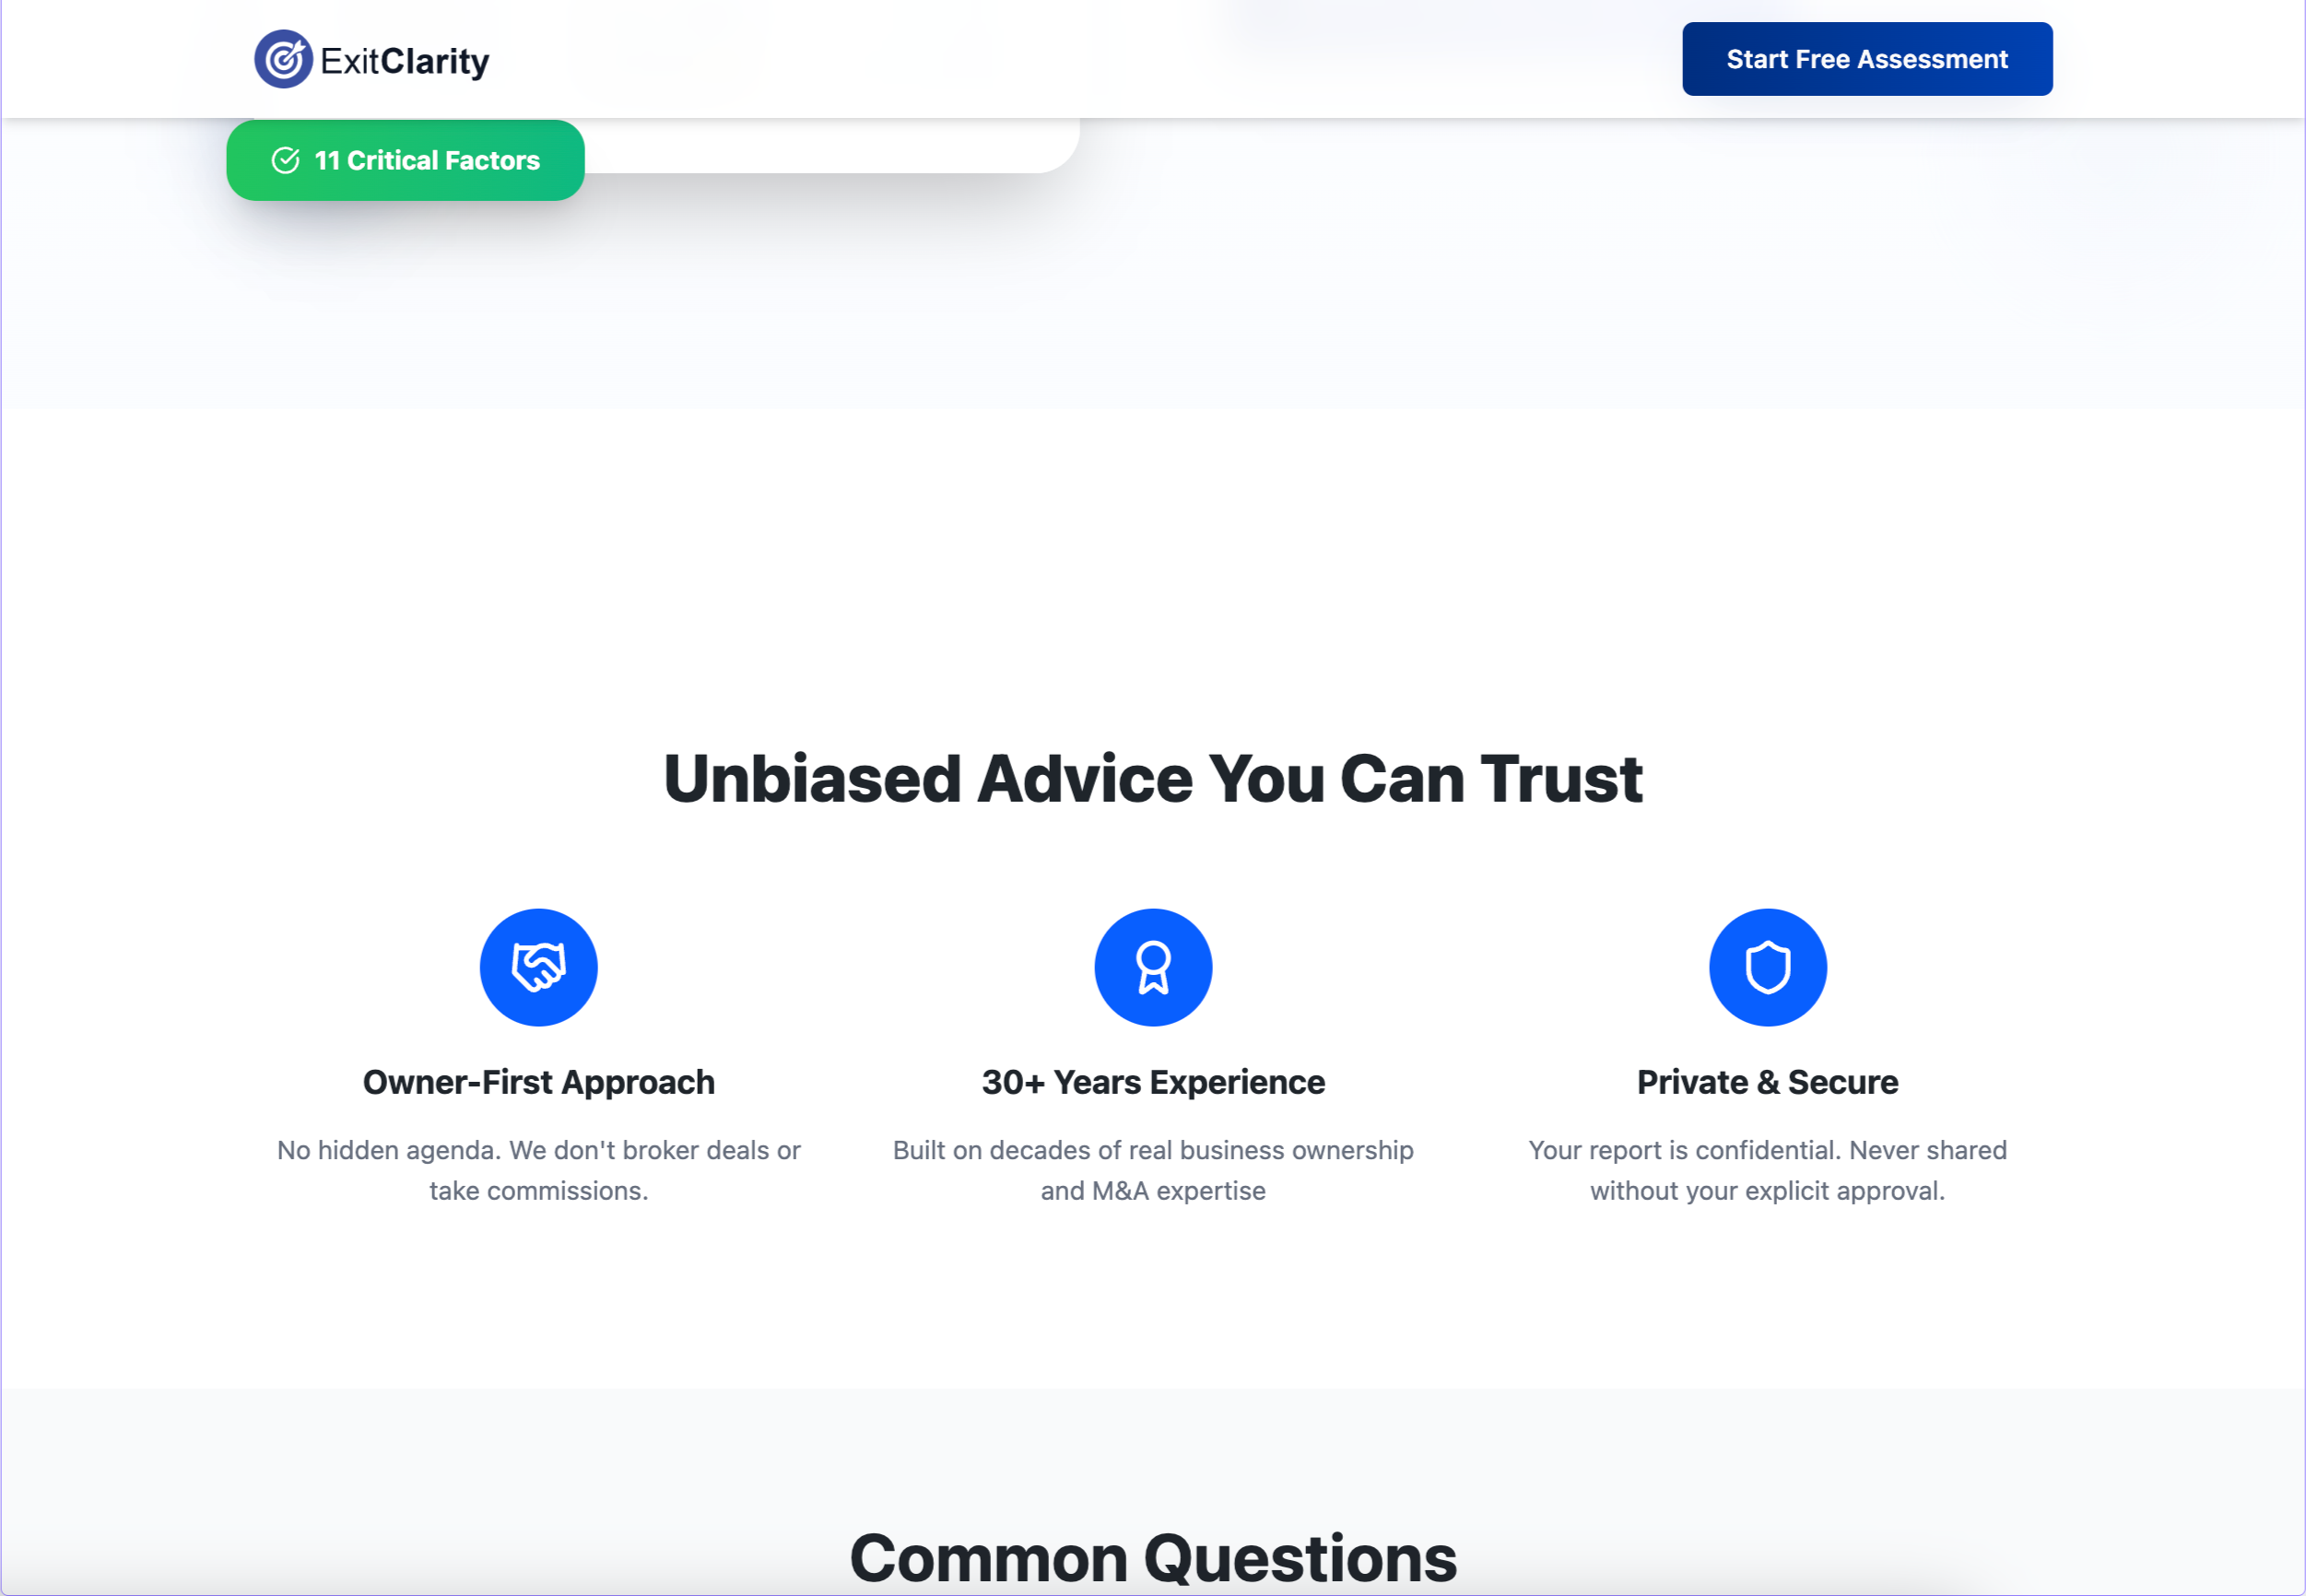 ExitClarity
Start Free Assessment
11 Critical Factors
Unbiased Advice You Can Trust
Owner-First Approach
No hidden agenda. We don't broker deals or
take commissions.
30+ Years Experience
Built on decades of real business ownership
and M&A expertise
Private & Secure
Your report is confidential. Never shared
without your explicit approval.
Common Questions